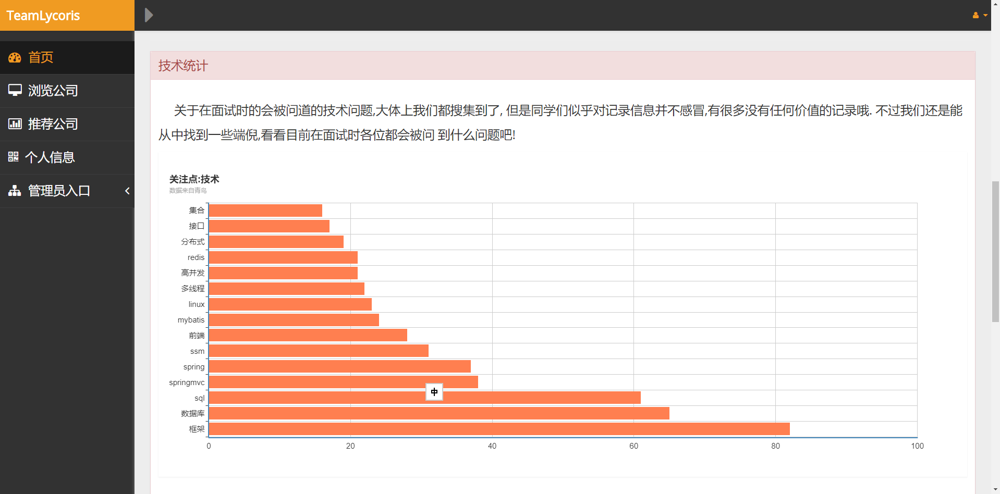 TeamLycoris
首页
浏览公司
推荐公司
个人信息
管理员入口
技术统计
关于在面试时的会被问道的技术问题,大体上我们都搜集到了, 但是同学们似乎对记录信息并不感冒,有很多没有任何价值的记录哦. 不过我们还是能
从中找到一些端倪,看看目前在面试时各位都会被问 到什么问题吧!
关注点:技术
数据来自青鸟
集合
接口
分布式
redis
高并发
多线程
linux
mybatis
前端
ssm
spring
springmvc
中
sql
数据库
框架
0 20 40 60 80 100